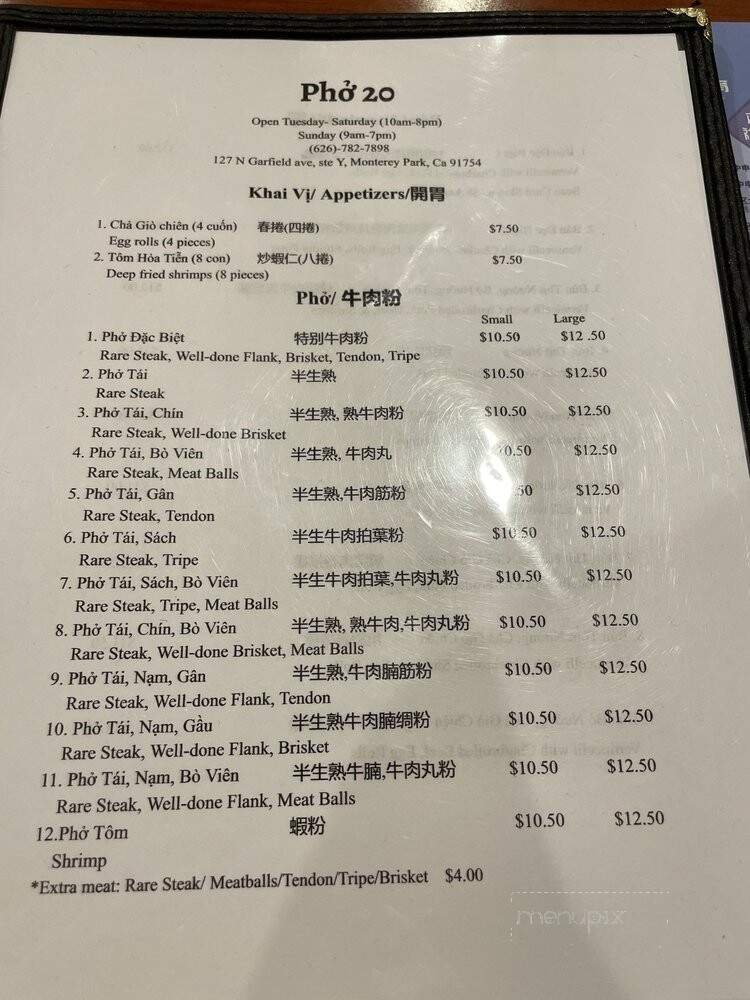 Phở 20
Open Tuesday- Saturday (10am-8pm)
Sunday (9am-7pm)
(626)-782-7898
127 N Garfield ave, ste Y, Monterey Park, Ca 91754
Khai Vị/ Appetizers/開胃
1. Chả Giò chiên (4 cuốn) 春捲(四捲) $7.50
Egg rolls (4 pieces)
2. Tôm Hỏa Tiễn (8 con) 炒蝦仁(八捲) $7.50
Deep fried shrimps (8 pieces)
Phở/ 牛肉粉
Small Large
1. Phở Đặc Biệt 特别牛肉粉 $10.50 $12 .50
Rare Steak, Well-done Flank, Brisket, Tendon, Tripe
2. Phở Tái 半生熟 $10.50 $12.50
Rare Steak
3. Phở Tái, Chín 半生熟, 熟牛肉粉 $10.50 $12.50
Rare Steak, Well-done Brisket
4. Phở Tái, Bò Viên 半生熟, 牛肉丸 0.50 $12.50
Rare Steak, Meat Balls
5. Phở Tái, Gân 半生熟,牛肉筋粉 .50 $12.50
Rare Steak, Tendon
6. Phở Tái, Sách 半生牛肉拍葉粉 $10.50 $12.50
Rare Steak, Tripe
7. Phở Tái, Sách, Bò Viên 半生牛肉拍葉,牛肉丸粉 $10.50 $12.50
Rare Steak, Tripe, Meat Balls
8. Phở Tái, Chín, Bò Viên 半生熟, 熟牛肉,牛肉丸粉 $10.50 $12.50
Rare Steak, Well-done Brisket, Meat Balls
9. Phở Tái, Nạm, Gân 半生熟,牛肉腩筋粉 $10.50 $12.50
Rare Steak, Well-done Flank, Tendon
10. Phở Tái, Nạm, Gầu 半生熟牛肉腩绸粉 $10.50 $12.50
Rare Steak, Well-done Flank, Brisket
11. Phở Tái, Nạm, Bò Viên 半生熟牛腩,牛肉丸粉 $10.50 $12.50
Rare Steak, Well-done Flank, Meat Balls
12.Phở Tôm 蝦粉 $10.50 $12.50
Shrimp
*Extra meat: Rare Steak/ Meatballs/Tendon/Tripe/Brisket $4.00
menupix